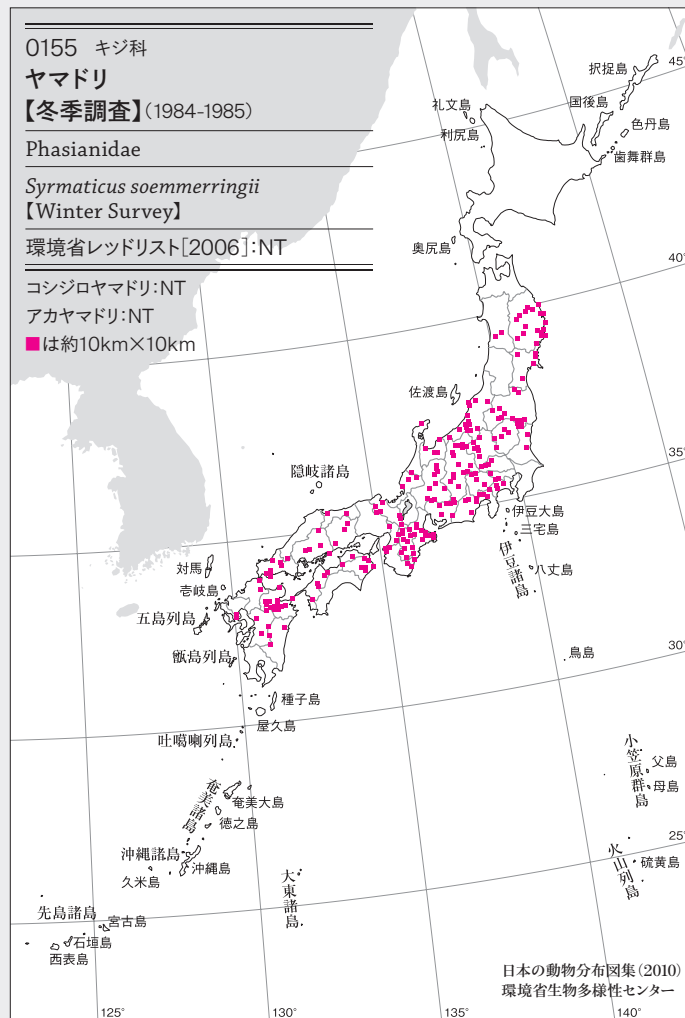 0155 キジ科
ヤマドリ
【冬季調査】(1984-1985)
Phasianidae
Syrmaticus soemmerringii
【Winter Survey】
環境省レッドリスト[2006]:NT
コシジロヤマドリ:NT
アカヤマドリ:NT
■は約10km×10km
択捉島
45°
国後島
礼文島
色丹島
利尻島
歯舞群島
奥尻島
40°
佐渡島
35°
隠岐諸島
伊豆大島
三宅島
伊豆諸島
八丈島
対馬
壱岐島
五島列島
甑島列島
鳥島
30°
種子島
屋久島
吐噶喇列島
小笠原群島
父島
母島
奄美諸島
奄美大島
徳之島
25°
沖縄諸島
沖縄島
久米島
大東諸島
火山列島
硫黄島
先島諸島
宮古島
石垣島
西表島
日本の動物分布図集(2010)
環境省生物多様性センター
125°
130°
135°
140°